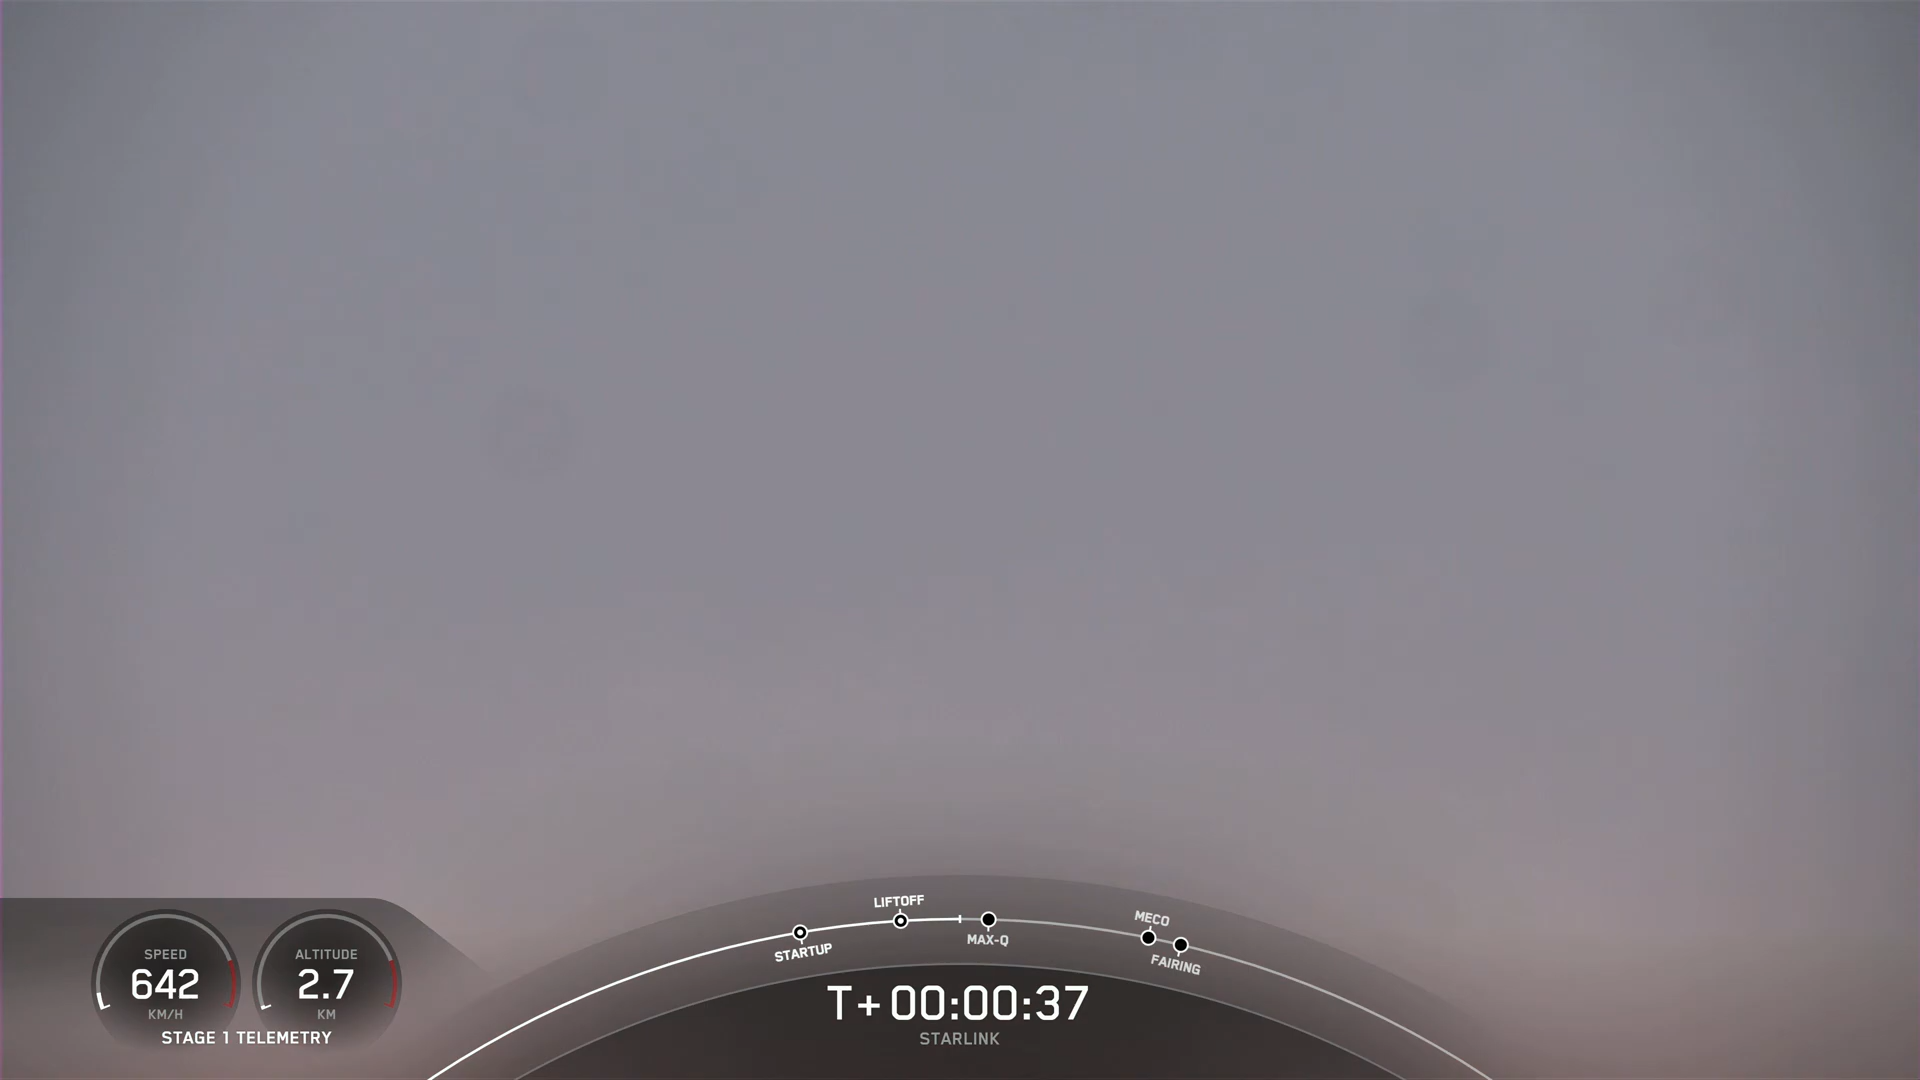 LIFTOFF
STARTUP
MAX-Q
MECO
FAIRING
SPEED
642
KM/H
ALTITUDE
2.7
KM
STAGE 1 TELEMETRY
T+00:00:37
STARLINK